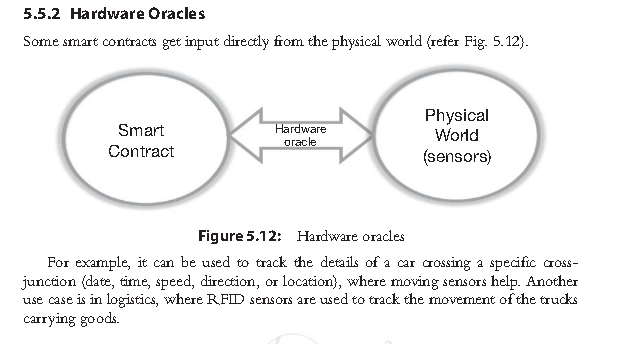 5.5.2 Hardware Oracles
Some smart contracts get input directly from the physical world (refer Fig. 5.12).
Smart
Contract
Hardware
oracle
Physical
World
(sensors)
Figure 5.12: Hardware oracles
For example, it can be used to track the details of a car crossing a specific cross-
junction (date, time, speed, direction, or location), where moving sensors help. Another
use case is in logistics, where RFID sensors are used to track the movement of the trucks
carrying goods.